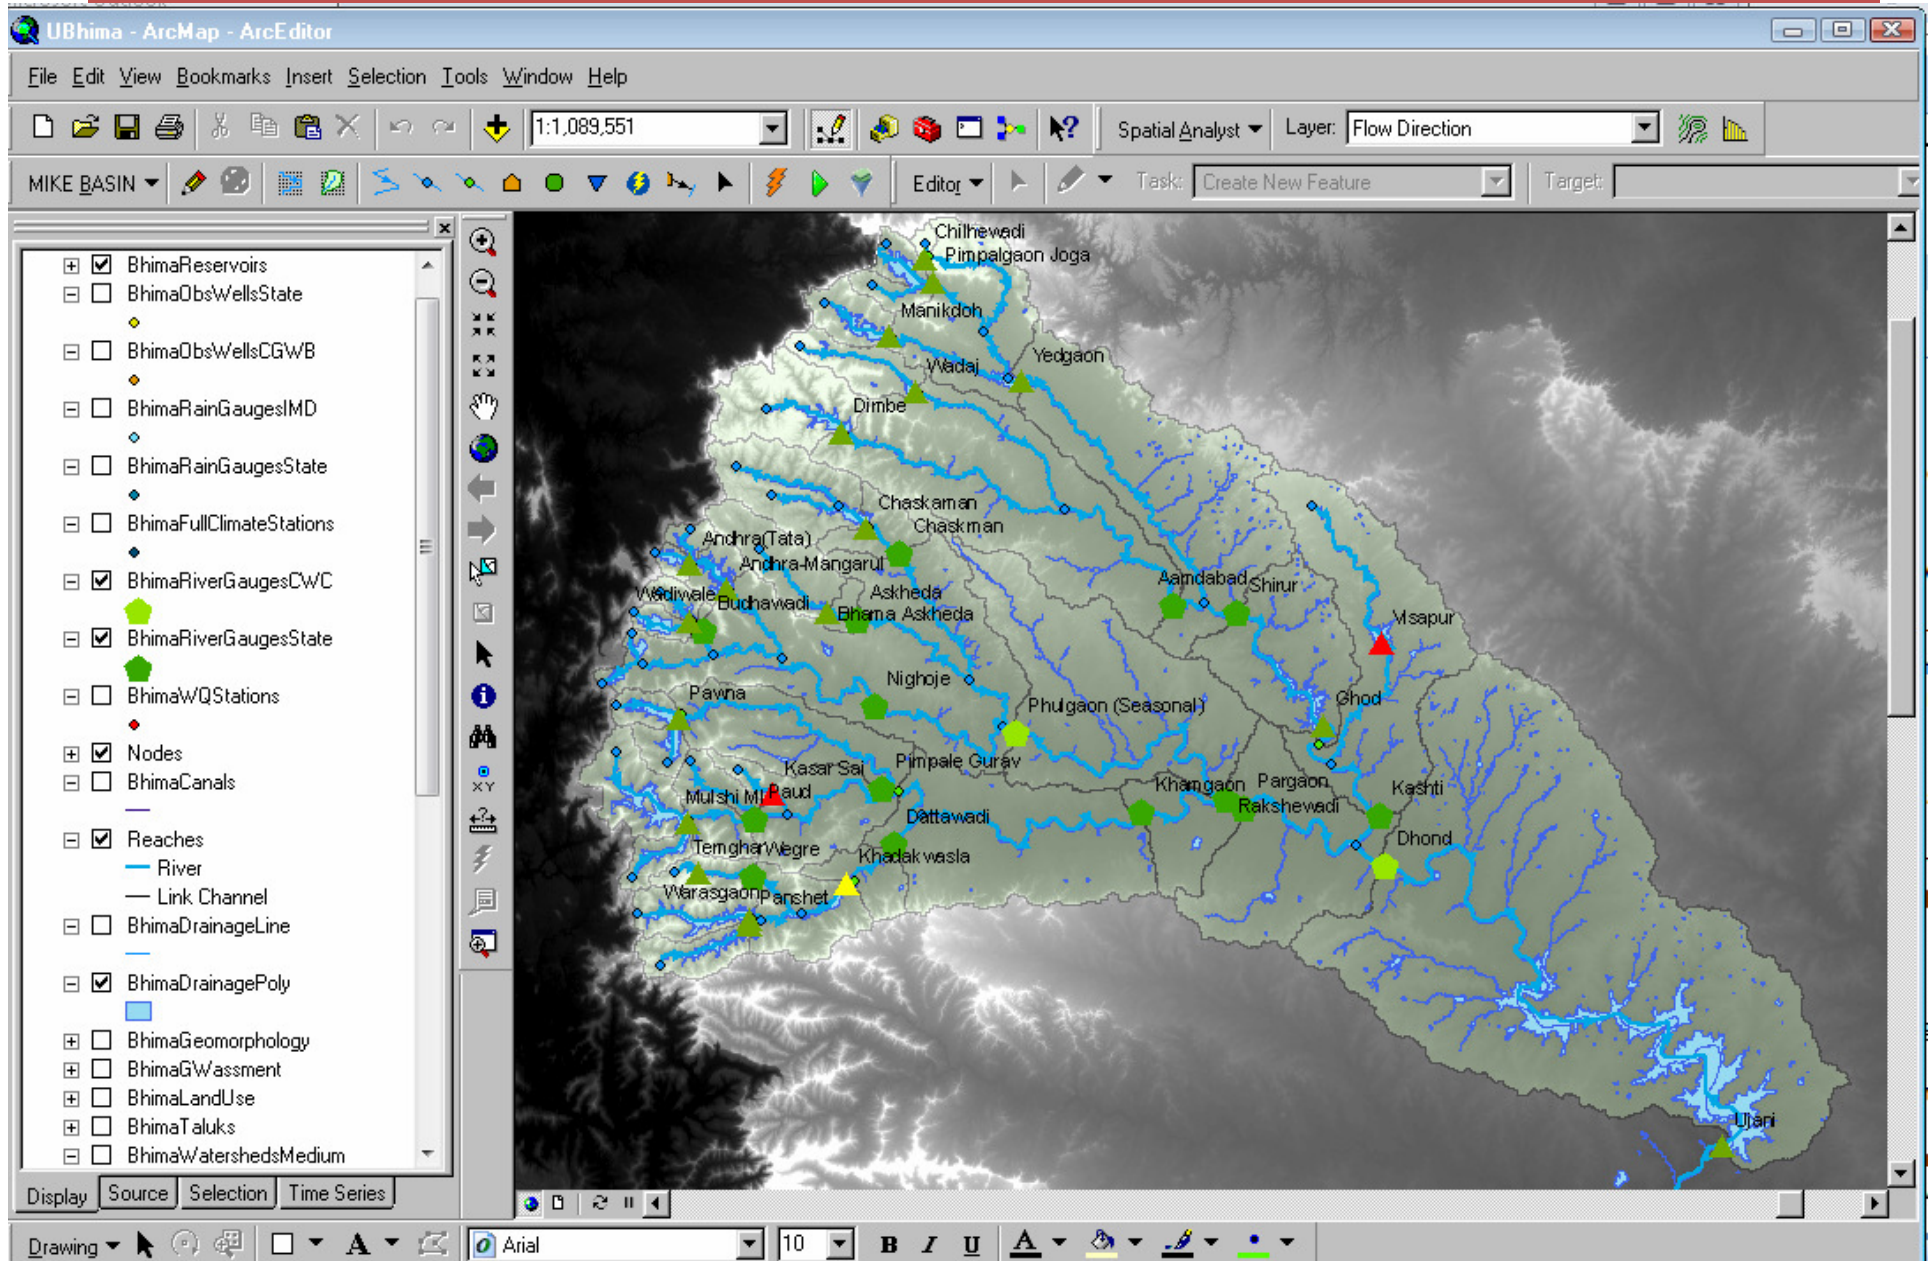 UBhima - ArcMap - ArcEditor
File Edit View Bookmarks Insert Selection Tools Window Help
1:1,089,551
Spatial Analyst
Layer: Flow Direction
MIKE BASIN
Editor
Task: Create New Feature
Target:
BhimaReservoirs
BhimaObsWellsState
BhimaObsWellsCGWB
BhimaRainGaugesIMD
BhimaRainGaugesState
BhimaFullClimateStations
BhimaRiverGaugesCWC
BhimaRiverGaugesState
BhimaWQStations
Nodes
BhimaCanals
Reaches
River
Link Channel
BhimaDrainageLine
BhimaDrainagePoly
BhimaGeomorphology
BhimaGWassment
BhimaLandUse
BhimaTaluks
BhimaWatershedsMedium
Display Source Selection Time Series
Chilhewadi
Pimpalgaon Joga
Manikdoh
Yedgaon
Wadaj
Dimbe
Chaskaman
Chaskman
Andhra(Tata)
Andhra-Mangarul
Aamdabad
Shirur
Wadiwale
Budhawadi
Askheda
Bhama Askheda
Visapur
Nighoje
Pawna
Phulgaon (Seasonal)
Ghod
Kasar Sai
Pimpale Gurav
Khamgaon
Pargaon
Kashti
Mulshi MI
Paud
Rakshewadi
Dattawadi
Dhond
Temghar
Wegre
Khadakwasla
Warasgaon
Panshet
Ujani
Drawing
A
Arial
10
B I U A